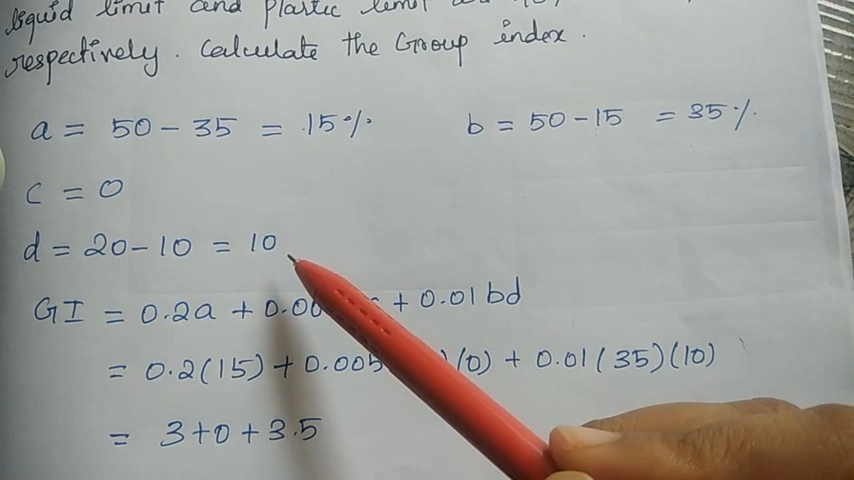 liquid limit and plastic limit
respectively. Calculate the Group index.
a = 50 - 35 = 15% b = 50 - 15 = 35%
c = 0
d = 20 - 10 = 10
GI = 0.2a + 0.00 + 0.01bd
= 0.2(15) + 0.005 )(0) + 0.01(35)(10)
= 3+0+3.5